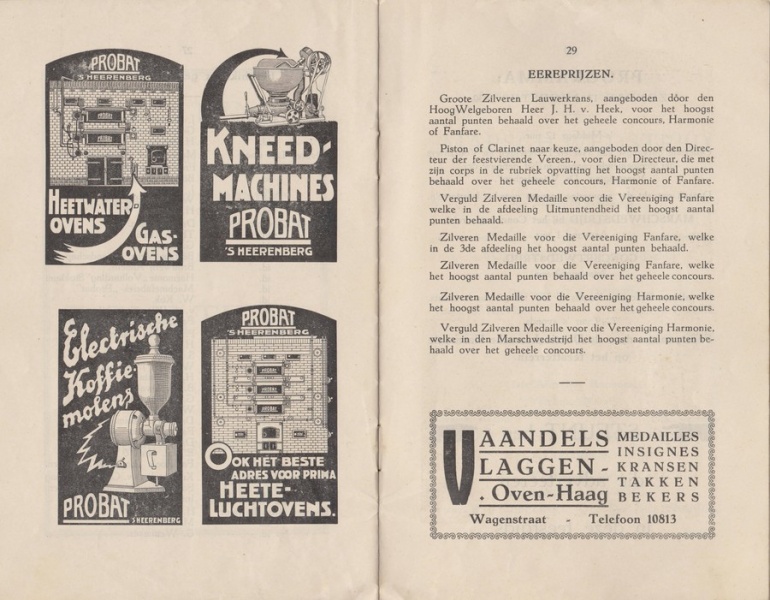 PROBAT
'S HEERENBERG
HEETWATER-
OVENS
GAS-
OVENS
KNEED-
MACHINES
PROBAT
'S HEERENBERG
Electrische
Koffie-
molens
PROBAT
'S HEERENBERG
PROBAT
'S HEERENBERG
OOK HET BESTE
ADRES VOOR PRIMA
HEETE-
LUCHTOVENS.
29
EEREPRIJZEN.
Groote Zilveren Lauwerkrans, aangeboden dóor den
HoogWelgeboren Heer J. H. v. Heek, voor het hoogst
aantal punten behaald over het geheele concours, Harmonie
of Fanfare.
Piston of Clarinet naar keuze, aangeboden door den Direc-
teur der feestvierende Vereen., voor dien Directeur, die met
zijn corps in de rubriek opvatting het hoogst aantal punten
behaald over het geheele concours, Harmonie of Fanfare.
Verguld Zilveren Medaille voor die Vereeniging Fanfare
welke in de afdeeling Uitmuntendheid het hoogst aantal
punten behaald.
Zilveren Medaille voor die Vereeniging Fanfare, welke
in de 3de afdeeling het hoogst aantal punten behaald.
Zilveren Medaille voor die Vereeniging Fanfare, welke
het hoogst aantal punten behaald over het geheele concours.
Zilveren Medaille voor die Vereeniging Harmonie, welke
het hoogst aantal punten behaald over het geheele concours.
Verguld Zilveren Medaille voor die Vereeniging Harmonie,
welke in den Marschwedstrijd het hoogst aantal punten be-
haald over het geheele concours.
VAANDELS
VLAGGEN-
. Oven-Haag
MEDAILLES
INSIGNES
KRANSEN
TAKKEN
BEKERS
Wagenstraat - Telefoon 10813